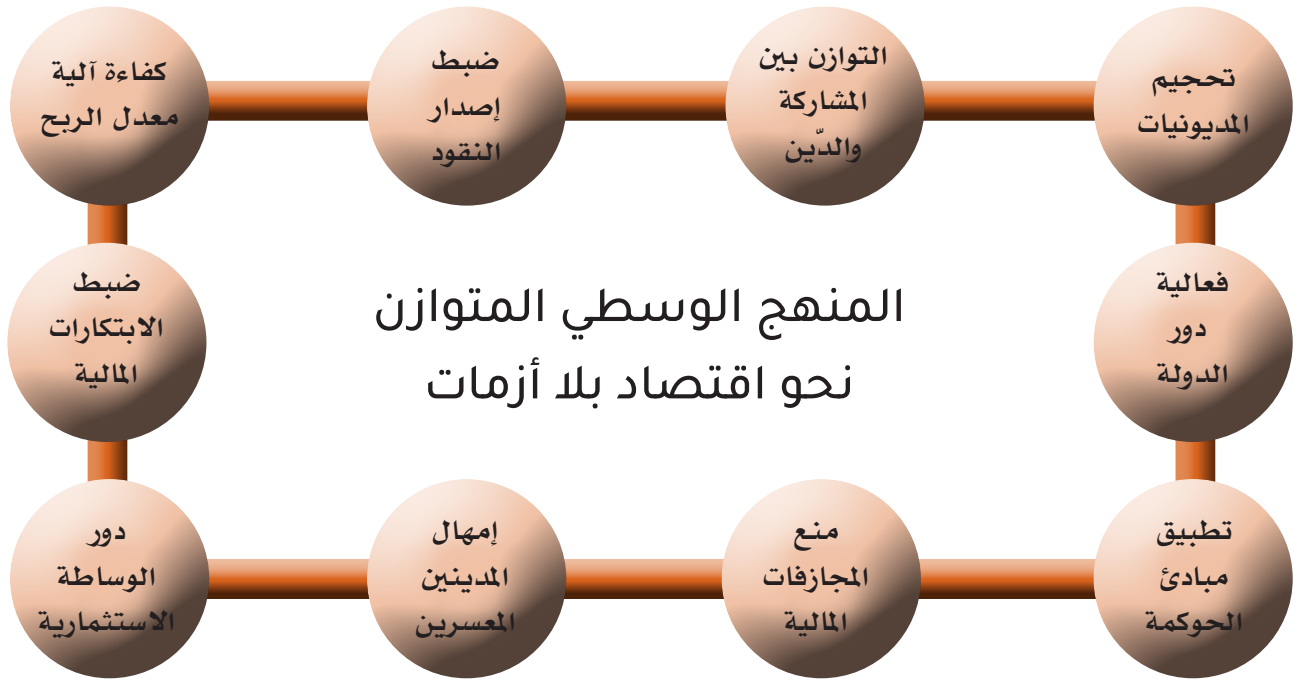 تحجيم
المديونيات
التوازن بين
المشاركة
والدّين
ضبط
إصدار
النقود
كفاءة آلية
معدل الربح
فعالية
دور
الدولة
المنهج الوسطي المتوازن
نحو اقتصاد بلا أزمات
ضبط
الابتكارات
المالية
تطبيق
مبادئ
الحوكمة
منع
المجازفات
المالية
إمهال
المدينين
المعسرين
دور
الوساطة
الاستثمارية